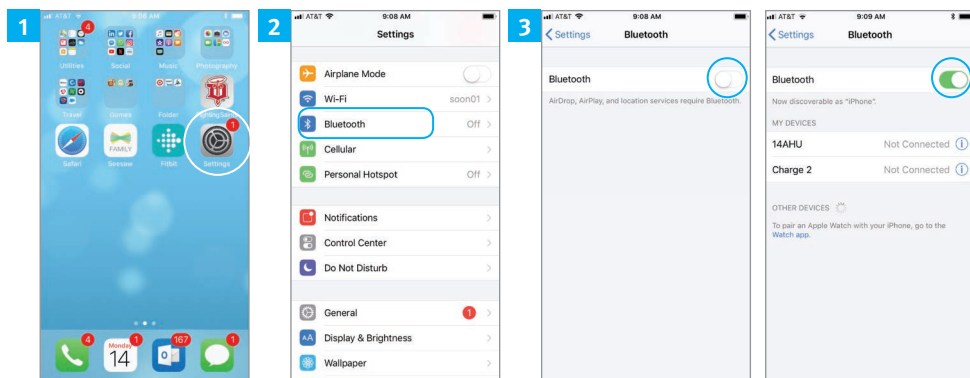 1
AT&T 9:08 AM
4
Utilities Social Music Photography
Travel Games Folder
1
FAMILY
Safari Seesaw Fitbit Settings
4 1 167 1
Monday
14
2
AT&T 9:08 AM
Settings
Airplane Mode
Wi-Fi soon01
Bluetooth Off
Cellular
Personal Hotspot Off
Notifications
Control Center
Do Not Disturb
General 1
AA Display & Brightness
Wallpaper
3
AT&T 9:08 AM
Settings Bluetooth
Bluetooth
AirDrop, AirPlay, and location services require Bluetooth.
AT&T 9:09 AM
Settings Bluetooth
Bluetooth
Now discoverable as "iPhone".
MY DEVICES
14AHU Not Connected i
Charge 2 Not Connected i
OTHER DEVICES
To pair an Apple Watch with your iPhone, go to the
Watch app.